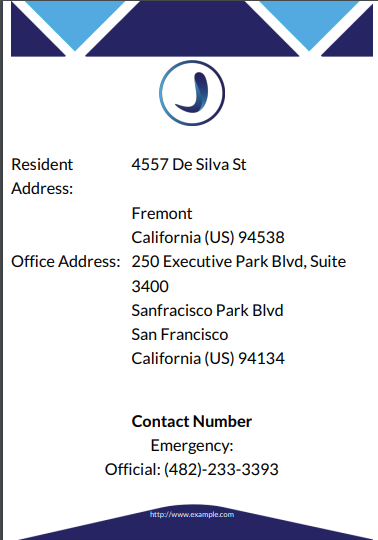 Resident 4557 De Silva St
Address:
Fremont
California (US) 94538
Office Address: 250 Executive Park Blvd, Suite
3400
Sanfracisco Park Blvd
San Francisco
California (US) 94134
Contact Number
Emergency:
Official: (482)-233-3393
http://www.example.com